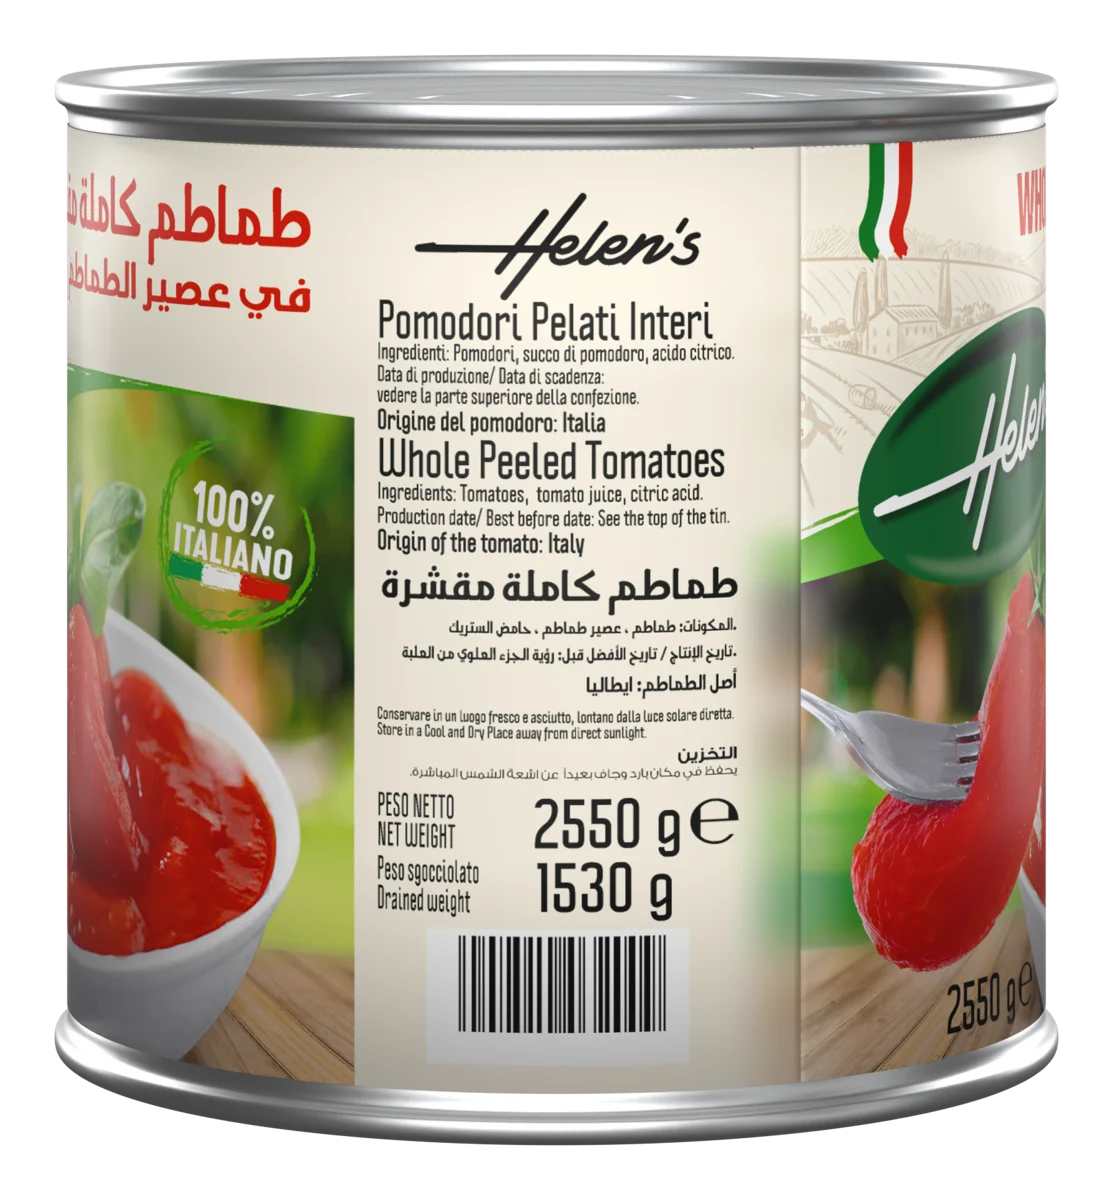 طماطم كاملة
في عصير الطماطم
100%
ITALIANO
Helen's
Pomodori Pelati Interi
Ingredienti: Pomodori, succo di pomodoro, acido citrico.
Data di produzione/ Data di scadenza:
vedere la parte superiore della confezione.
Origine del pomodoro: Italia
Whole Peeled Tomatoes
Ingredients: Tomatoes, tomato juice, citric acid.
Production date/ Best before date: See the top of the tin.
Origin of the tomato: Italy
طماطم كاملة مقشرة
المكونات: طماطم ، عصير طماطم ، حامض الستريك.
تاريخ الإنتاج / تاريخ الأفضل قبل: رؤية الجزء العلوي من العلبة.
أصل الطماطم: ايطاليا
Conservare in un luogo fresco e asciutto, lontano dalla luce solare diretta.
Store in a Cool and Dry Place away from direct sunlight.
التخزين
يحفظ في مكان بارد وجاف بعيداً عن اشعة الشمس المباشرة.
PESO NETTO
NET WEIGHT
2550 g e
Peso sgocciolato
Drained weight
1530 g
WHO
Helen
2550 g e